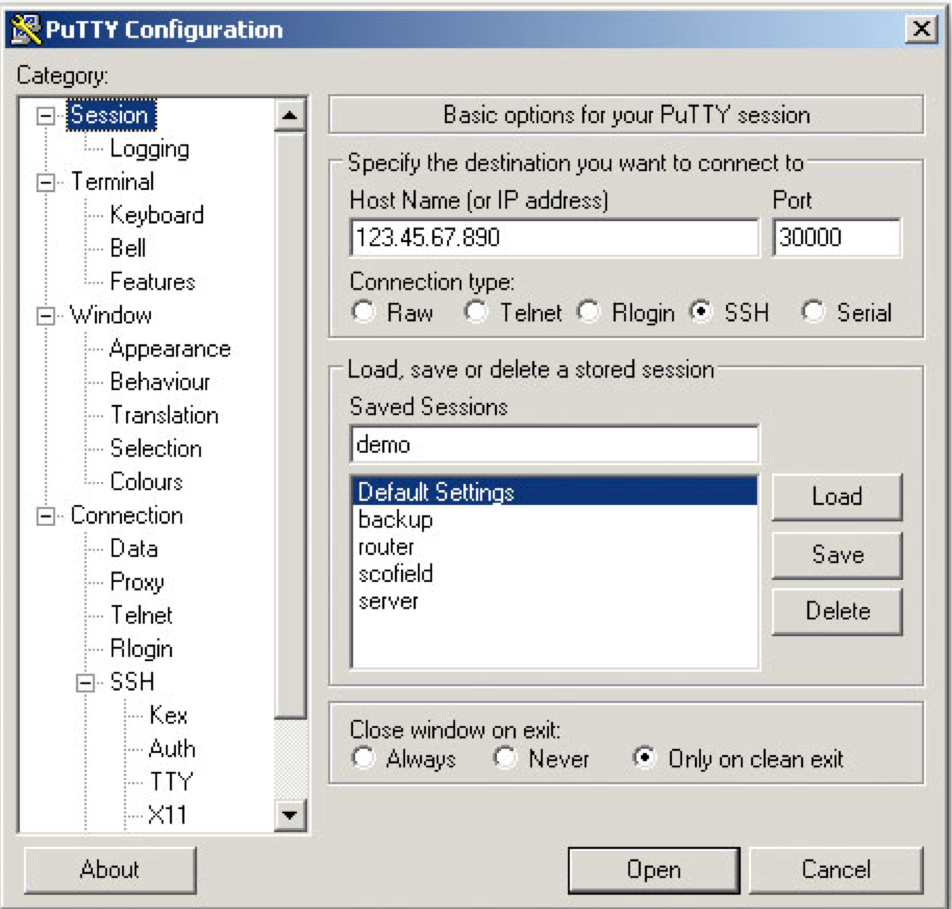 PuTTY Configuration
Category:
Session
Logging
Terminal
Keyboard
Bell
Features
Window
Appearance
Behaviour
Translation
Selection
Colours
Connection
Data
Proxy
Telnet
Rlogin
SSH
Kex
Auth
TTY
X11
Basic options for your PuTTY session
Specify the destination you want to connect to
Host Name (or IP address) Port
123.45.67.890 30000
Connection type:
Raw Telnet Rlogin SSH Serial
Load, save or delete a stored session
Saved Sessions
demo
Default Settings
backup
router
scofield
server
Load
Save
Delete
Close window on exit:
Always Never Only on clean exit
About Open Cancel